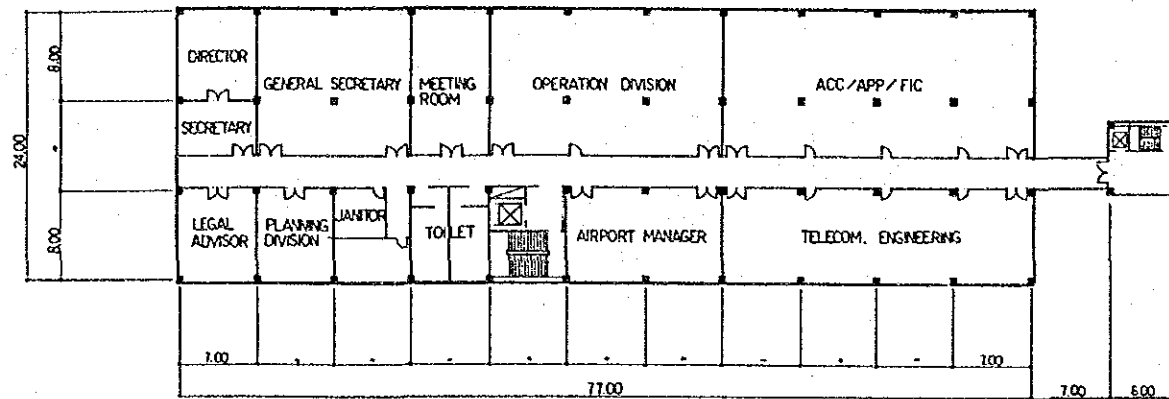 DIRECTOR
GENERAL SECRETARY
MEETING
ROOM
OPERATION DIVISION
ACC/APP/FIC
SECRETARY
LEGAL
ADVISOR
PLANNING
DIVISION
JANITOR
TOILET
AIRPORT MANAGER
TELECOM. ENGINEERING
8.00
24.00
8.00
7.00
7.00
77.00
7.00
6.00